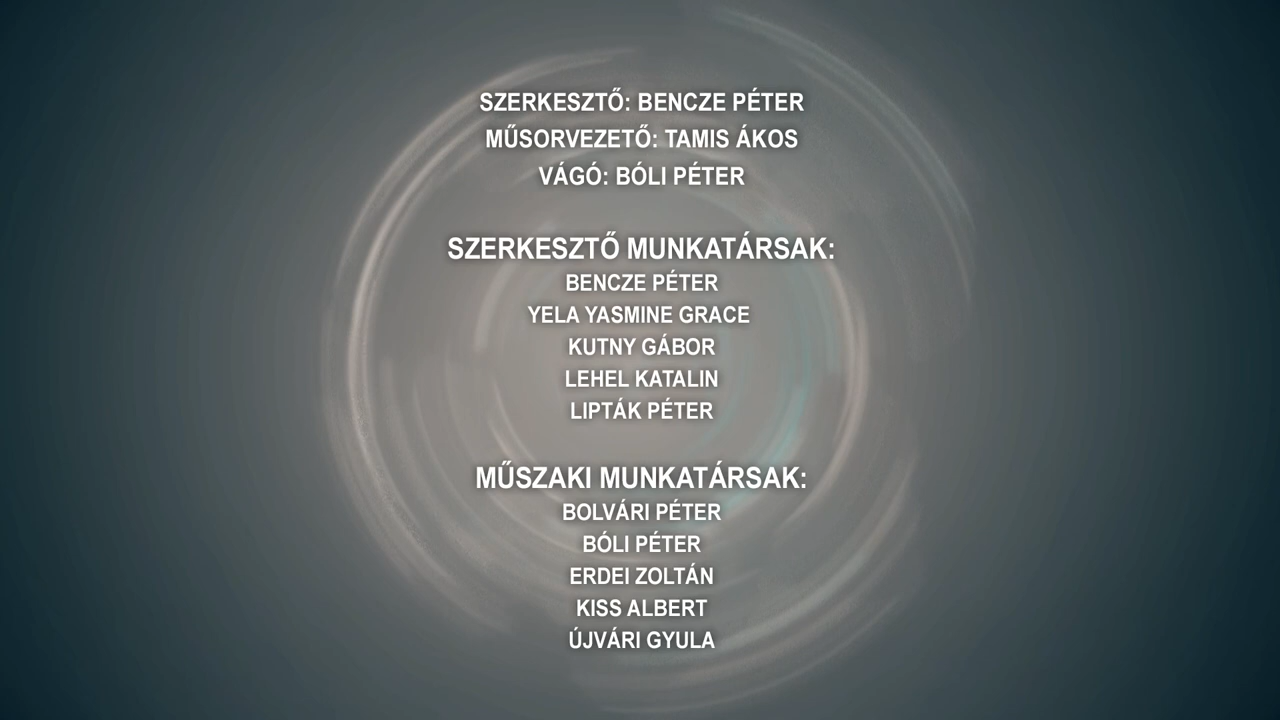 SZERKESZTŐ: BENCZE PÉTER
MŰSORVEZETŐ: TAMIS ÁKOS
VÁGÓ: BÓLI PÉTER
SZERKESZTŐ MUNKATÁRSAK:
BENCZE PÉTER
YELA YASMINE GRACE
KUTNY GÁBOR
LEHEL KATALIN
LIPTÁK PÉTER
MŰSZAKI MUNKATÁRSAK:
BOLVÁRI PÉTER
BÓLI PÉTER
ERDEI ZOLTÁN
KISS ALBERT
ÚJVÁRI GYULA